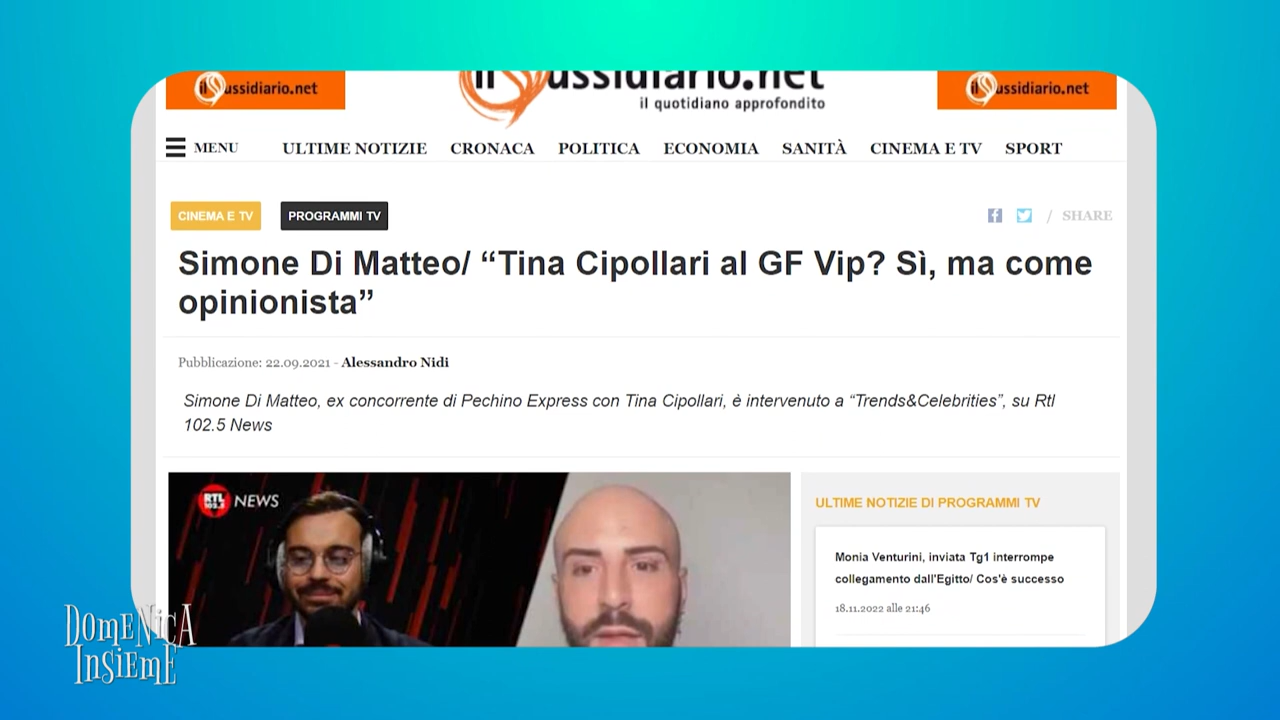 ilSussidiario.net
ilSussidiario.net
ilSussidiario.net
il quotidiano approfondito
MENU
ULTIME NOTIZIE
CRONACA
POLITICA
ECONOMIA
SANITÀ
CINEMA E TV
SPORT
CINEMA E TV
PROGRAMMI TV
/ SHARE
Simone Di Matteo/ “Tina Cipollari al GF Vip? Sì, ma come
opinionista”
Pubblicazione: 22.09.2021 - Alessandro Nidi
Simone Di Matteo, ex concorrente di Pechino Express con Tina Cipollari, è intervenuto a “Trends&Celebrities”, su Rtl
102.5 News
RTL
102.5
NEWS
ULTIME NOTIZIE DI PROGRAMMI TV
Monia Venturini, inviata Tg1 interrompe
collegamento dall'Egitto/ Cos'è successo
18.11.2022 alle 21:46
DOMENICA
INSIEME